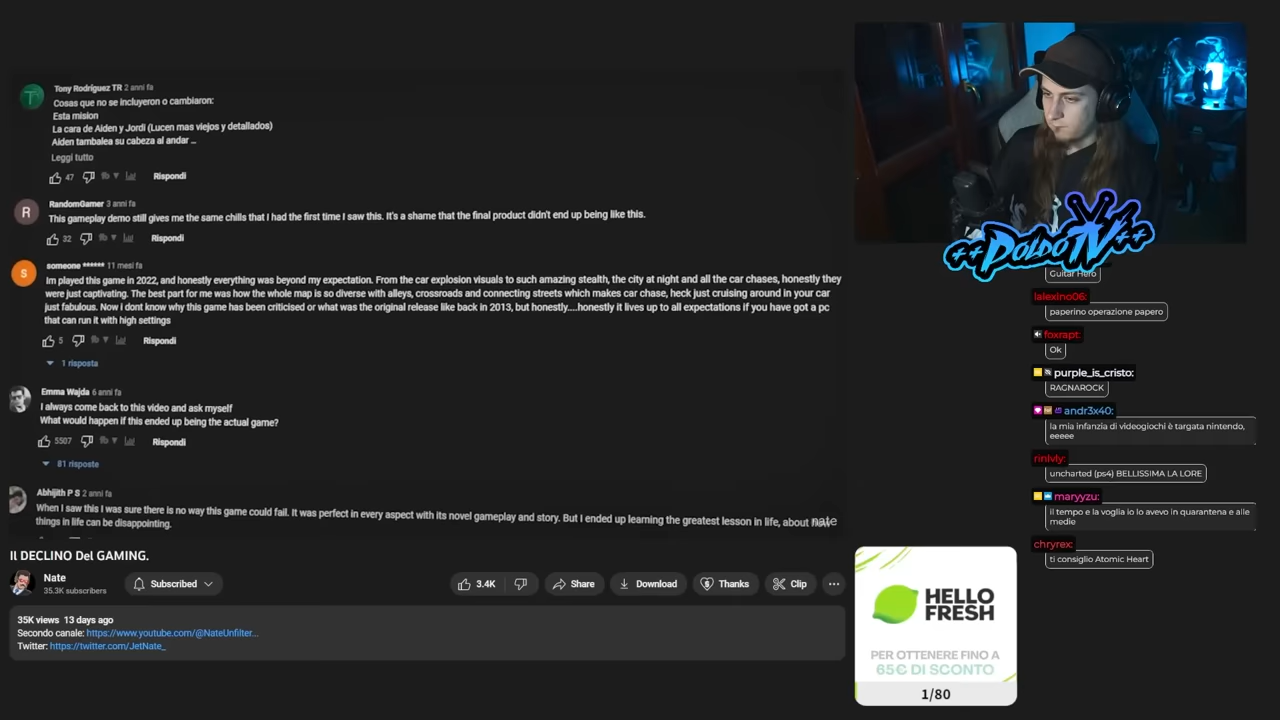 Tony Rodríguez TR 2 anni fa
Cosas que no se incluyeron o cambiaron:
Esta mision
La cara de Aiden y Jordi (Lucen mas viejos y detallados)
Aiden tambalea su cabeza al andar ...
Leggi tutto
47 Rispondi
R
RandomGamer 3 anni fa
This gameplay demo still gives me the same chills that I had the first time I saw this. It's a shame that the final product didn't end up being like this.
32 Rispondi
S
someone ****** 11 mesi fa
Im played this game in 2022, and honestly everything was beyond my expectation. From the car explosion visuals to such amazing stealth, the city at night and all the car chases, honestly they
were just captivating. The best part for me was how the whole map is so diverse with alleys, crossroads and connecting streets which makes car chase, heck just cruising around in your car
just fabulous. Now i dont know why this game has been criticised or what was the original release like back in 2013, but honestly....honestly it lives up to all expectations if you have got a pc
that can run it with high settings
5 Rispondi
1 risposta
Emma Wajda 6 anni fa
I always come back to this video and ask myself
What would happen if this ended up being the actual game?
5507 Rispondi
81 risposte
Abhijith P S 2 anni fa
When I saw this I was sure there is no way this game could fail. It was perfect in every aspect with its novel gameplay and story. But I ended up learning the greatest lesson in life, about how
things in life can be disappointing.
nate
Il DECLINO Del GAMING.
Nate
35.3K subscribers
Subscribed
3.4K
Share
Download
Thanks
Clip
35K views 13 days ago
Secondo canale: https://www.youtube.com/@NateUnfilter...
Twitter: https://twitter.com/JetNate_
++POLDOTV++
Guitar Hero
lalexino06:
paperino operazione papero
foxrapt:
Ok
purple_is_cristo:
RAGNAROCK
andr3x40:
la mia infanzia di videogiochi è targata nintendo,
eeeee
rinlvly:
uncharted (ps4) BELLISSIMA LA LORE
maryyzu:
il tempo e la voglia io lo avevo in quarantena e alle
medie
chryrex:
ti consiglio Atomic Heart
HELLO
FRESH
PER OTTENERE FINO A
65€ DI SCONTO
1/80